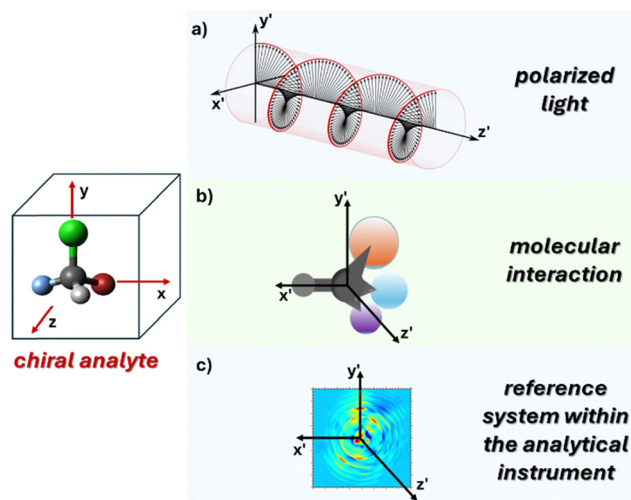 a)
y'
x'
z'
polarized
light
y
x
z
chiral analyte
b)
y'
x'
z'
molecular
interaction
c)
y'
x'
z'
reference
system within
the analytical
instrument